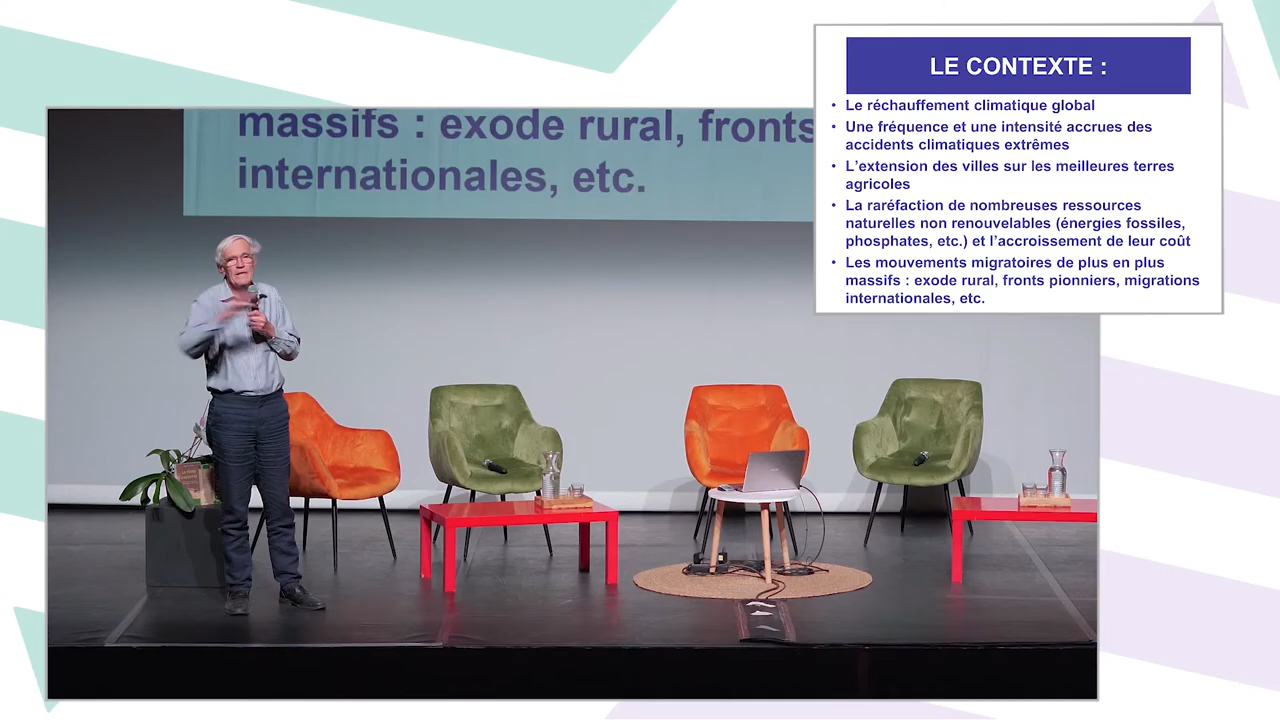 massifs : exode rural, fronts
internationales, etc.
LE CONTEXTE :
• Le réchauffement climatique global
• Une fréquence et une intensité accrues des
accidents climatiques extrêmes
• L'extension des villes sur les meilleures terres
agricoles
• La raréfaction de nombreuses ressources
naturelles non renouvelables (énergies fossiles,
phosphates, etc.) et l'accroissement de leur coût
• Les mouvements migratoires de plus en plus
massifs : exode rural, fronts pionniers, migrations
internationales, etc.